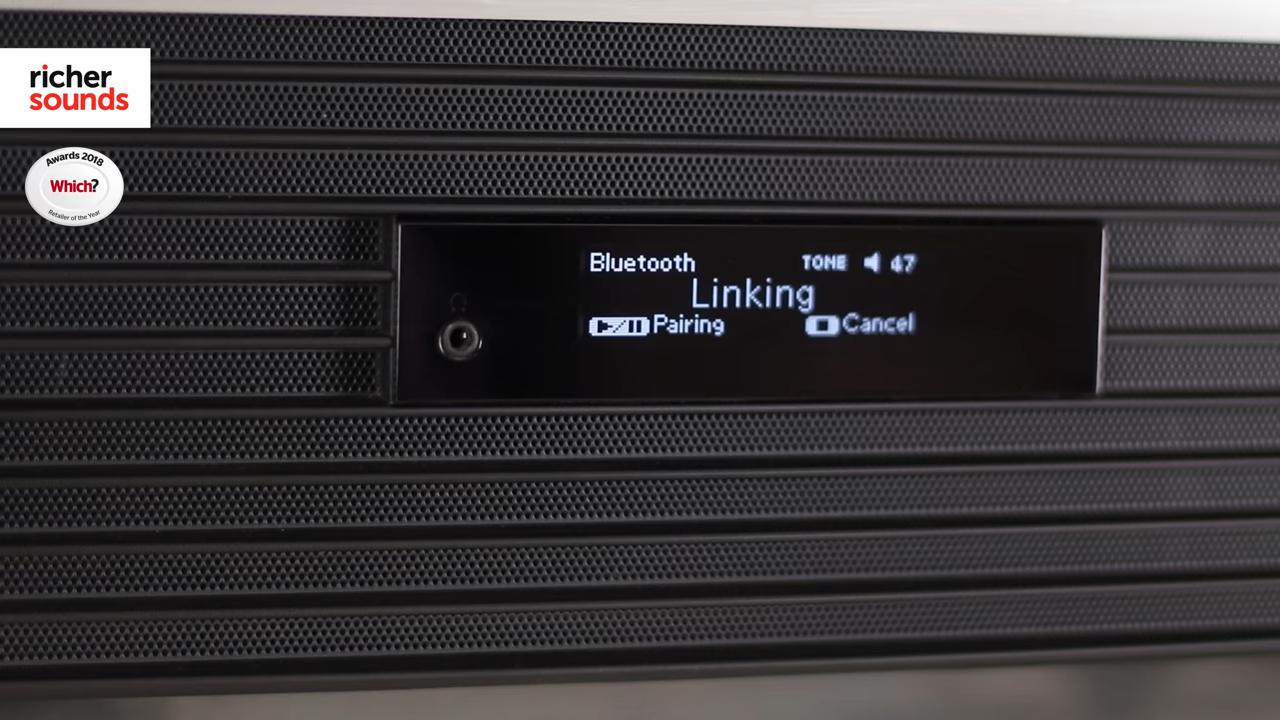 richer
sounds
Awards 2018
Which?
Retailer of the Year
Bluetooth TONE 47
Linking
Pairing Cancel